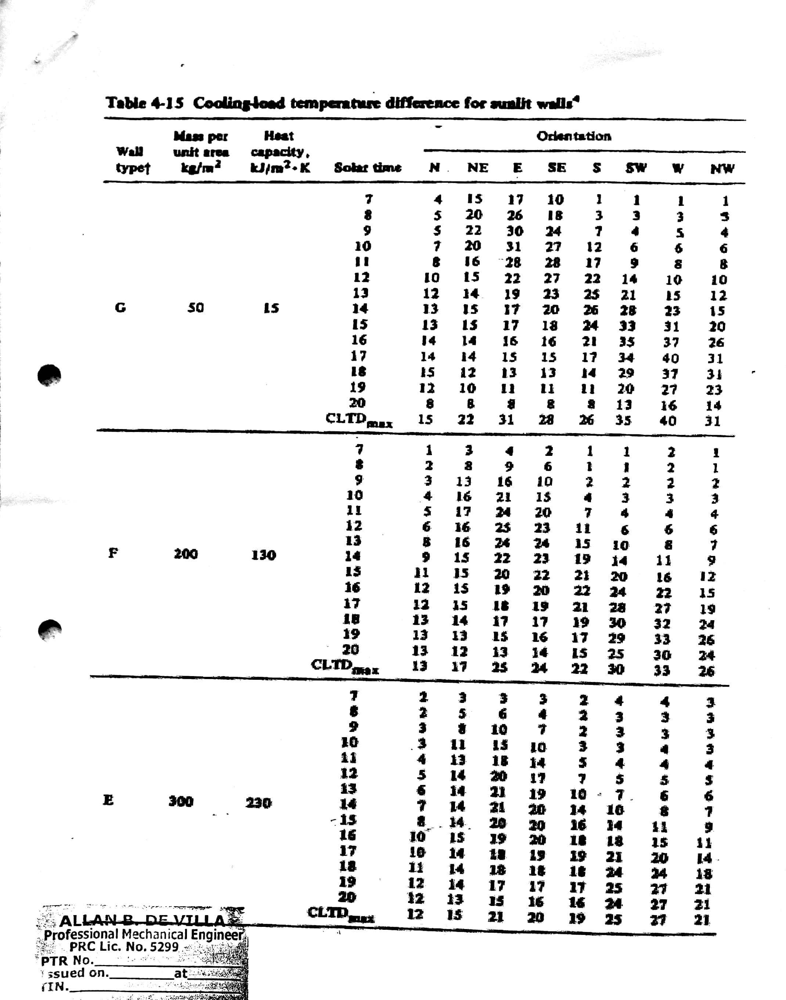 Table 4-15 Cooling-load temperature difference for sunlit walls⁴
Mass per Heat Orientation
Wall unit area capacity,
type† kg/m² kJ/m²·K Solar time N NE E SE S SW W NW
7 4 15 17 10 1 1 1 1
8 5 20 26 18 3 3 3 3
9 5 22 30 24 7 4 5 4
10 7 20 31 27 12 6 6 6
11 8 16 28 28 17 9 8 8
12 10 15 22 27 22 14 10 10
13 12 14 19 23 25 21 15 12
G 50 15 14 13 15 17 20 26 28 23 15
15 13 15 17 18 24 33 31 20
16 14 14 16 16 21 35 37 26
17 14 14 15 15 17 34 40 31
18 15 12 13 13 14 29 37 31
19 12 10 11 11 11 20 27 23
20 8 8 8 8 8 13 16 14
CLTDmax 15 22 31 28 26 35 40 31
7 1 3 4 2 1 1 2 1
8 2 8 9 6 1 1 2 1
9 3 13 16 10 2 2 2 2
10 4 16 21 15 4 3 3 3
11 5 17 24 20 7 4 4 4
12 6 16 25 23 11 6 6 6
13 8 16 24 24 15 10 8 7
F 200 130 14 9 15 22 23 19 14 11 9
15 11 15 20 22 21 20 16 12
16 12 15 19 20 22 24 22 15
17 12 15 18 19 21 28 27 19
18 13 14 17 17 19 30 32 24
19 13 13 15 16 17 29 33 26
20 13 12 13 14 15 25 30 24
CLTDmax 13 17 25 24 22 30 33 26
7 2 3 3 3 2 4 4 3
8 2 5 6 4 2 3 3 3
9 3 8 10 7 2 3 3 3
10 3 11 15 10 3 3 4 3
11 4 13 18 14 5 4 4 4
12 5 14 20 17 7 5 5 5
13 6 14 21 19 10 7 6 6
E 300 230 14 7 14 21 20 14 10 8 7
15 8 14 20 20 16 14 11 9
16 10 15 19 20 18 18 15 11
17 10 14 18 19 19 21 20 14
18 11 14 18 18 18 24 24 18
19 12 14 17 17 17 25 27 21
20 12 13 15 16 16 24 27 21
CLTDmax 12 15 21 20 19 25 27 21
ALLAN B. DE VILLA
Professional Mechanical Engineer
PRC Lic. No. 5299
PTR No.
Issued on. at
TIN.